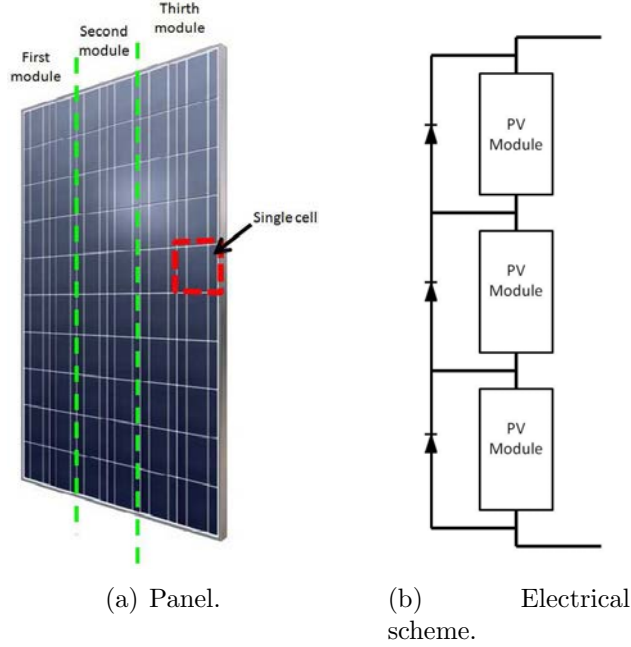 First
module
Second
module
Thirth
module
Single cell
PV
Module
PV
Module
PV
Module
(a) Panel.
(b) Electrical
scheme.